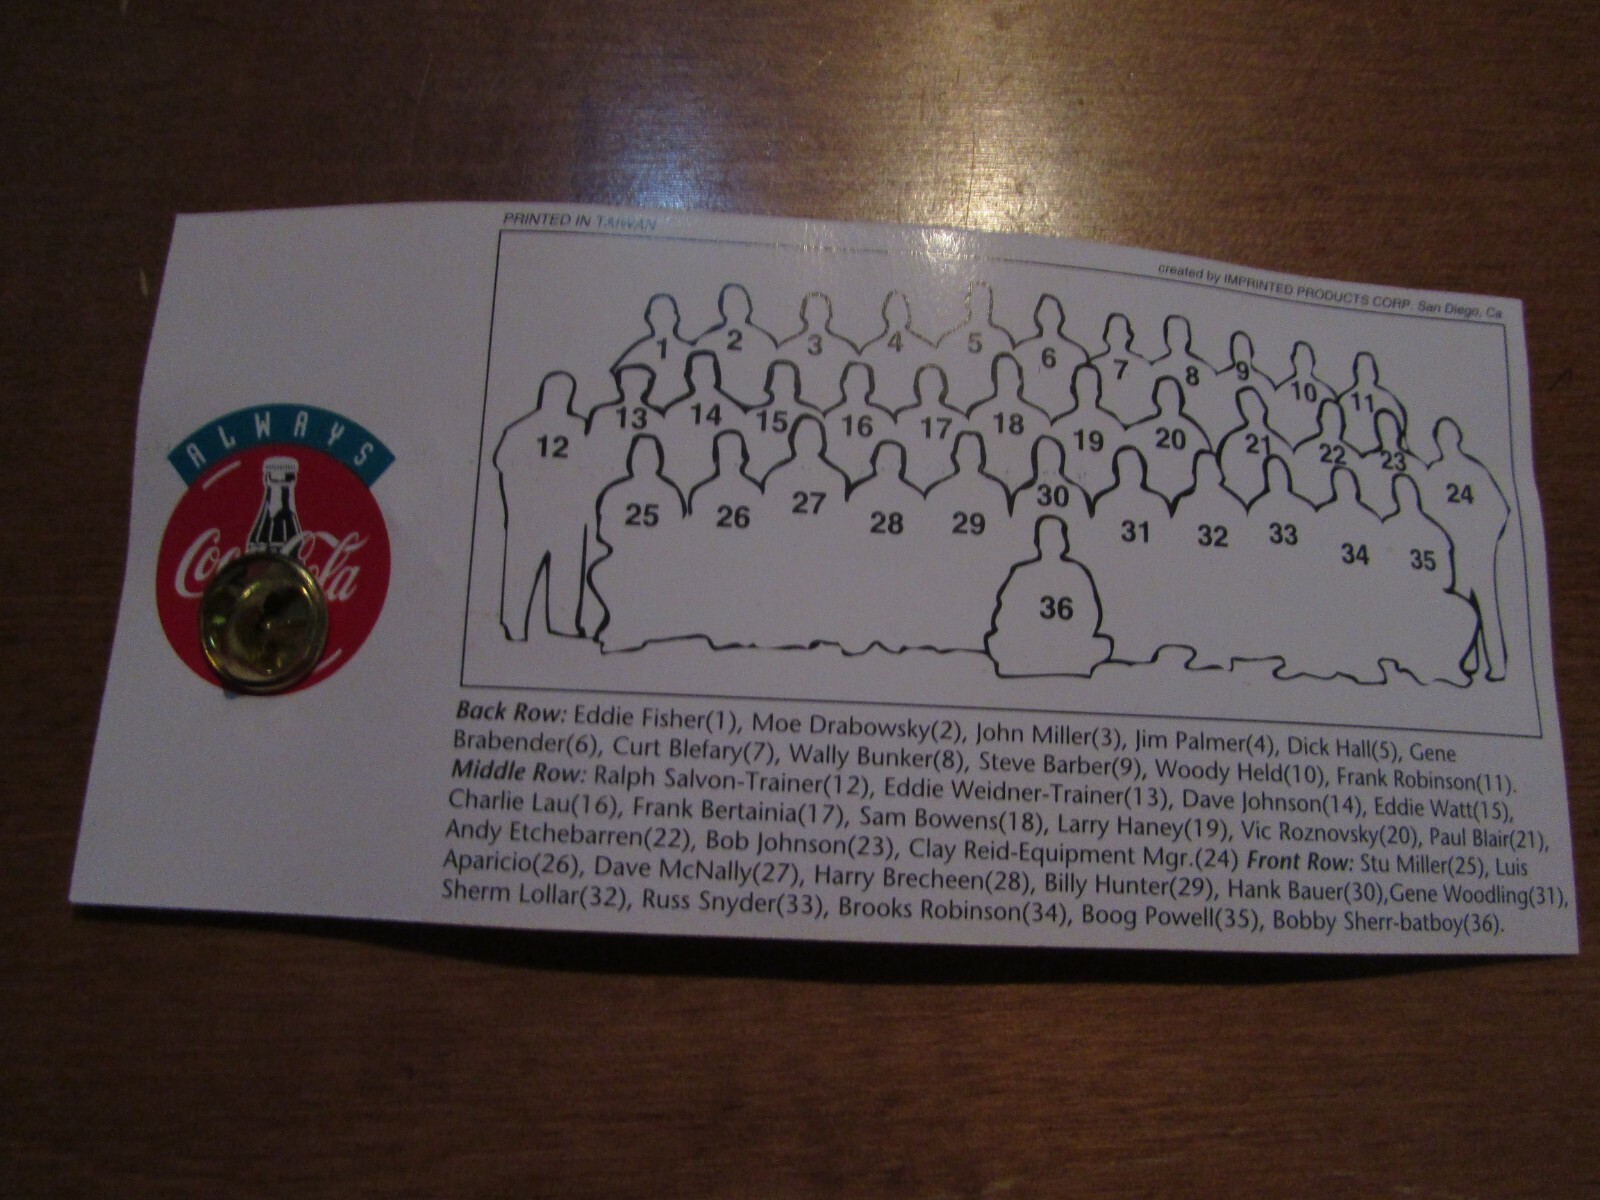 PRINTED IN TAIWAN
created by IMPRINTED PRODUCTS CORP. San Diego, Ca
ALWAYS
Coca-Cola
1 2 3 4 5 6 7 8 9 10 11
12 13 14 15 16 17 18 19 20 21 22 23 24
25 26 27 28 29 30 31 32 33 34 35
36
Back Row: Eddie Fisher(1), Moe Drabowsky(2), John Miller(3), Jim Palmer(4), Dick Hall(5), Gene
Brabender(6), Curt Blefary(7), Wally Bunker(8), Steve Barber(9), Woody Held(10), Frank Robinson(11).
Middle Row: Ralph Salvon-Trainer(12), Eddie Weidner-Trainer(13), Dave Johnson(14), Eddie Watt(15),
Charlie Lau(16), Frank Bertainia(17), Sam Bowens(18), Larry Haney(19), Vic Roznovsky(20), Paul Blair(21),
Andy Etchebarren(22), Bob Johnson(23), Clay Reid-Equipment Mgr.(24) Front Row: Stu Miller(25), Luis
Aparicio(26), Dave McNally(27), Harry Brecheen(28), Billy Hunter(29), Hank Bauer(30),Gene Woodling(31),
Sherm Lollar(32), Russ Snyder(33), Brooks Robinson(34), Boog Powell(35), Bobby Sherr-batboy(36).